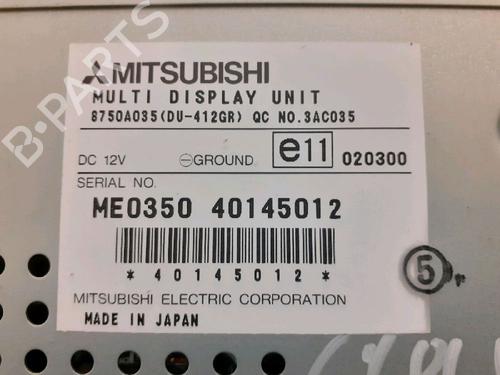 MITSUBISHI
MULTI DISPLAY UNIT
8750A035(DU-412GR) QC NO.3AC035
DC 12V ⊖GROUND e11 020300
SERIAL NO.
ME0350 40145012
*40145012*
MITSUBISHI ELECTRIC CORPORATION
MADE IN JAPAN
5
B-PARTS